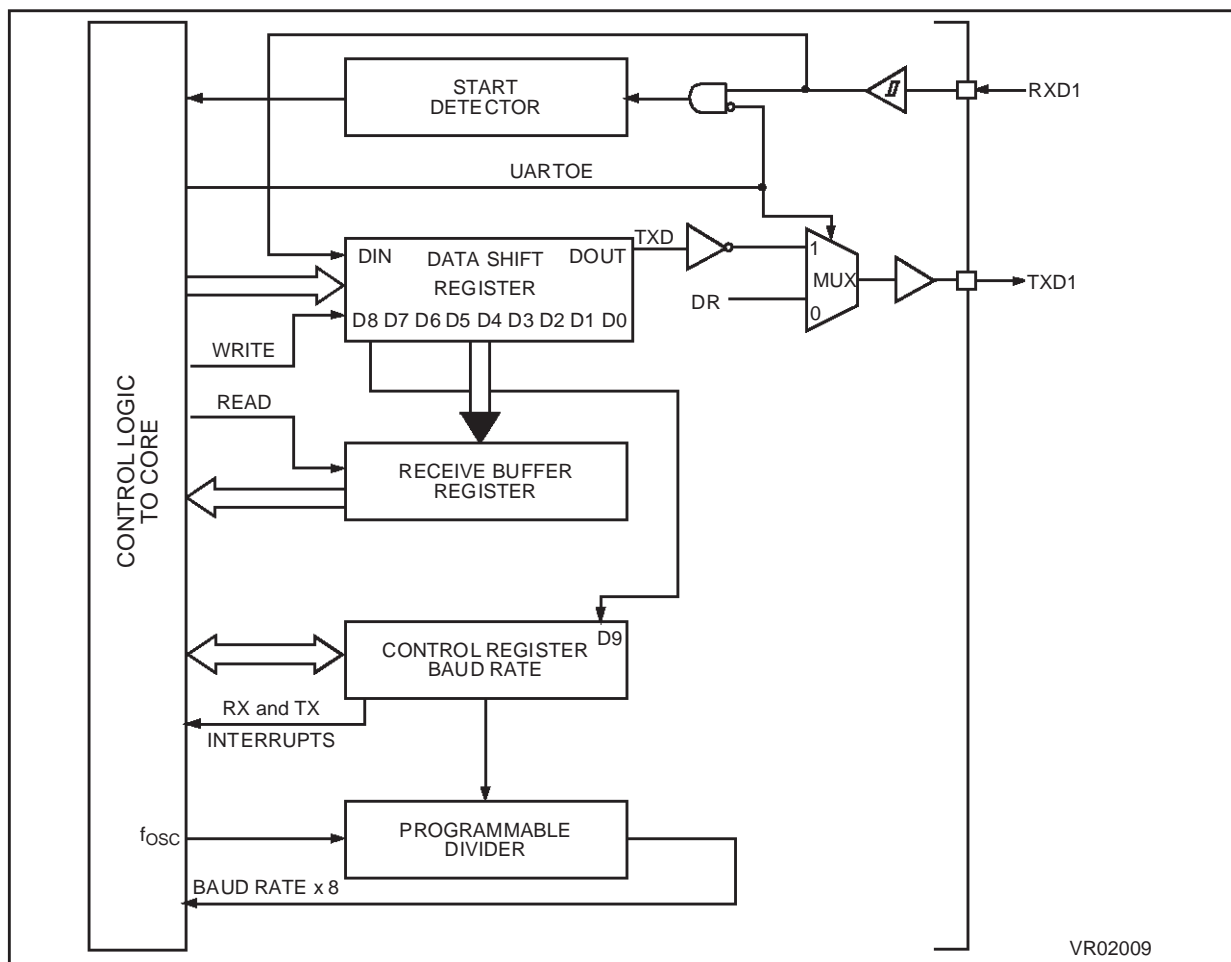 START
DETECTOR
RXD1
UARTOE
TXD
DIN DATA SHIFT DOUT
REGISTER
D8 D7 D6 D5 D4 D3 D2 D1 D0
1
MUX
0
DR
TXD1
WRITE
READ
CONTROL LOGIC
TO CORE
RECEIVE BUFFER
REGISTER
D9
CONTROL REGISTER
BAUD RATE
RX and TX
INTERRUPTS
fOSC
PROGRAMMABLE
DIVIDER
BAUD RATE x 8
VR02009